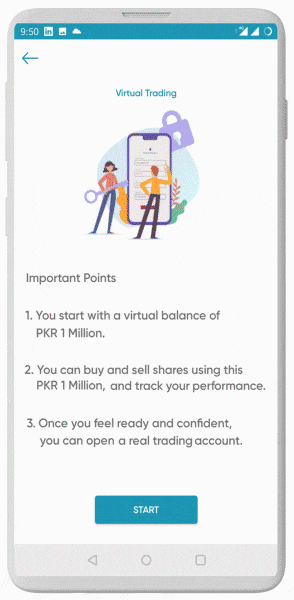 9:50
Virtual Trading
Important Points
1. You start with a virtual balance of
PKR 1 Million.
2. You can buy and sell shares using this
PKR 1 Million, and track your performance.
3. Once you feel ready and confident,
you can open a real trading account.
START